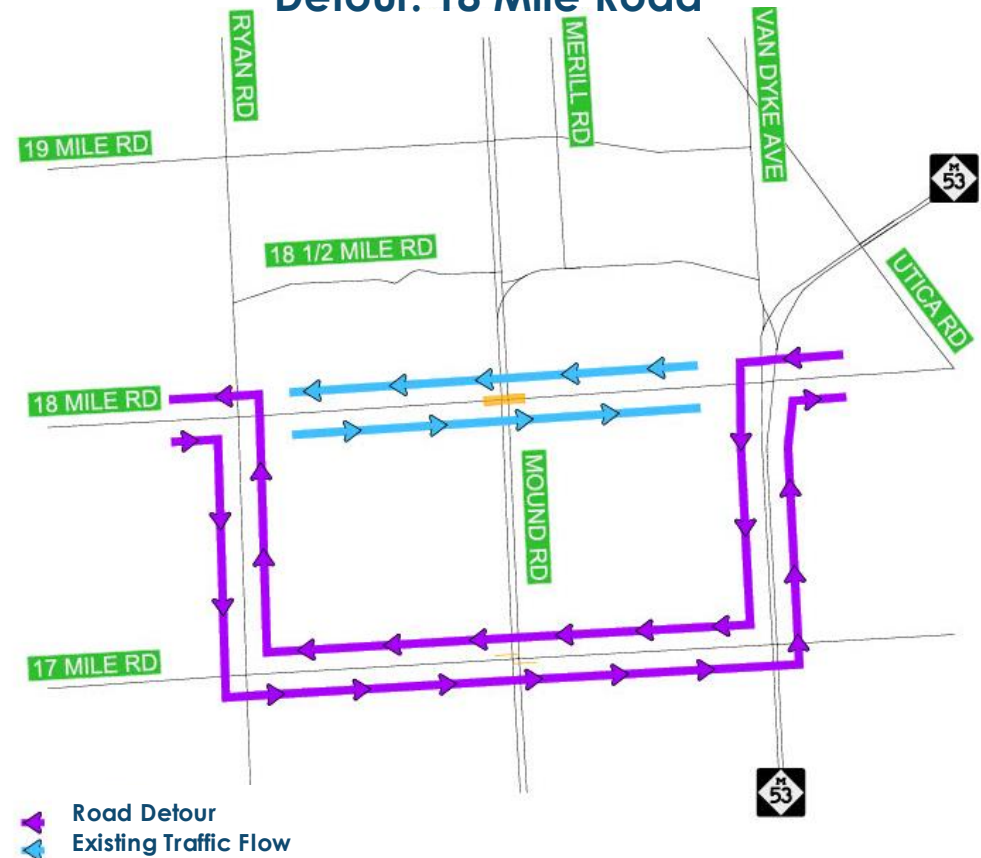 Detour: 18 Mile Road
RYAN RD
MERILL RD
VAN DYKE AVE
19 MILE RD
M
53
18 1/2 MILE RD
UTICA RD
18 MILE RD
MOUND RD
17 MILE RD
M
53
Road Detour
Existing Traffic Flow